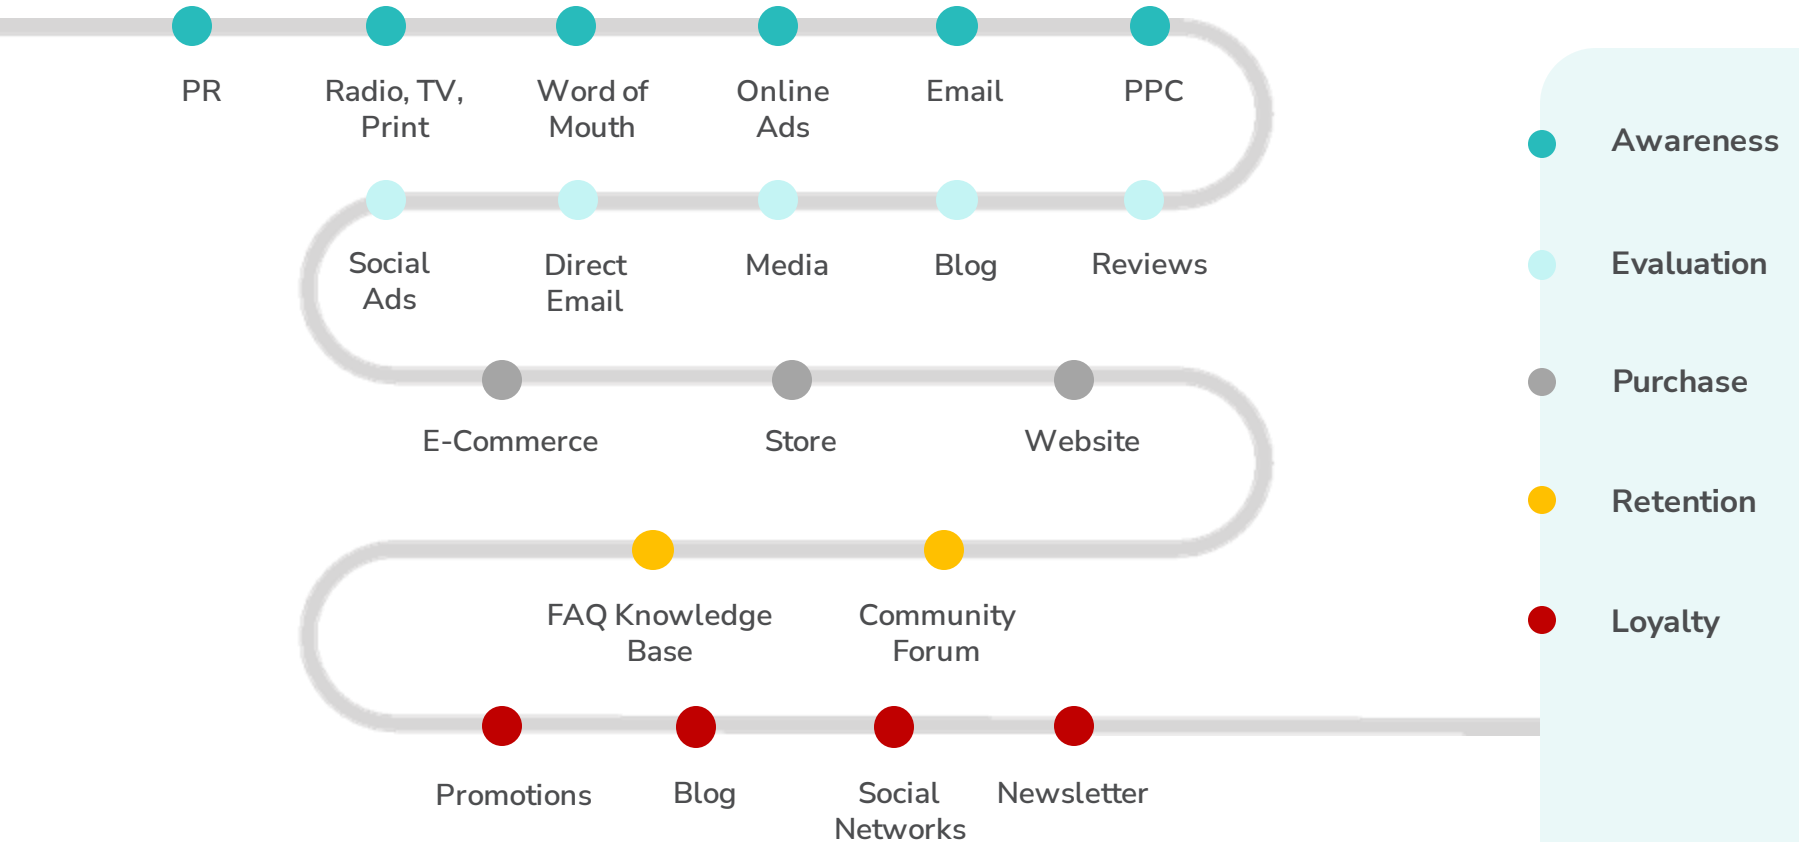 PR
Radio, TV,
Print
Word of
Mouth
Online
Ads
Email
PPC
Social
Ads
Direct
Email
Media
Blog
Reviews
E-Commerce
Store
Website
FAQ Knowledge
Base
Community
Forum
Promotions
Blog
Social
Networks
Newsletter
Awareness
Evaluation
Purchase
Retention
Loyalty